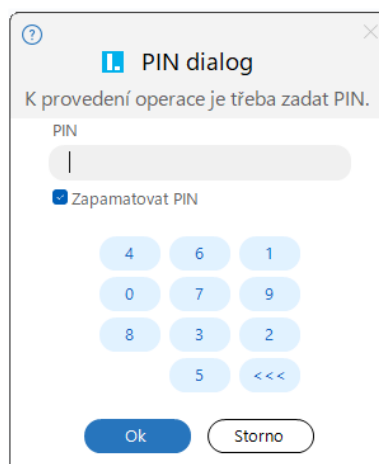 ?
I. PIN dialog
K provedení operace je třeba zadat PIN.
PIN
Zapamatovat PIN
4 6 1
0 7 9
8 3 2
5 <<<
Ok Storno